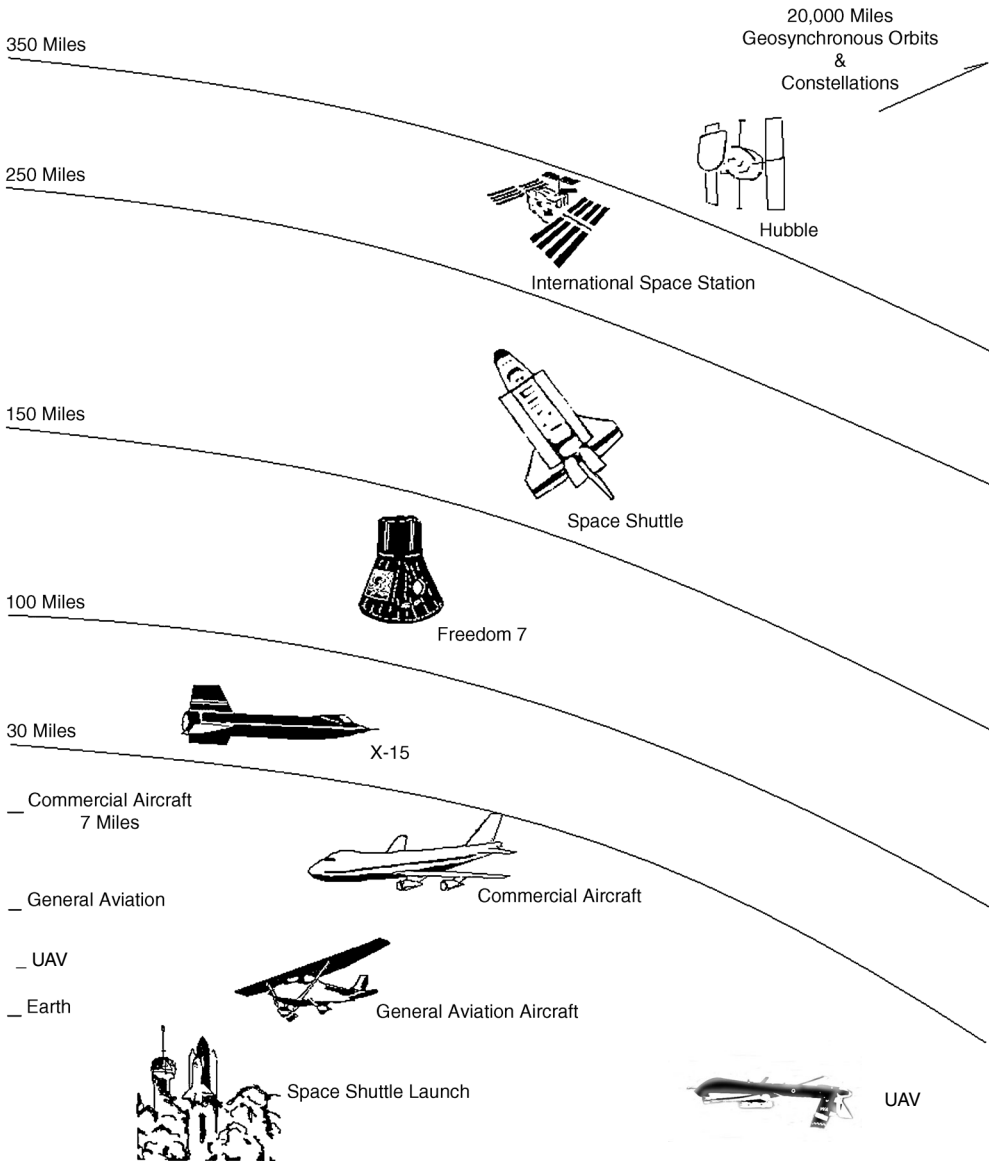 20,000 Miles
Geosynchronous Orbits
&
Constellations
350 Miles
250 Miles
Hubble
International Space Station
150 Miles
Space Shuttle
100 Miles
Freedom 7
30 Miles
X-15
Commercial Aircraft
7 Miles
Commercial Aircraft
General Aviation
UAV
Earth
General Aviation Aircraft
Space Shuttle Launch
UAV